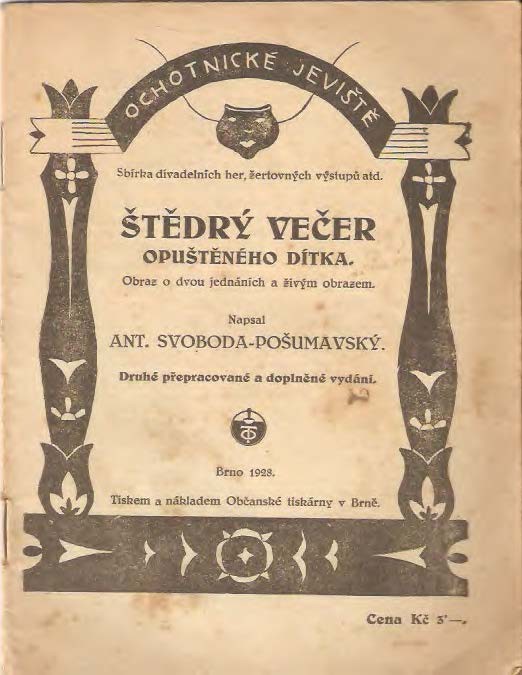 OCHOTNICKÉ JEVIŠTĚ
Sbírka divadelních her, žertovných výstupů atd.
ŠTĚDRÝ VEČER
OPUŠTĚNÉHO DÍTKA.
Obraz o dvou jednáních a živým obrazem.
Napsal
ANT. SVOBODA-POŠUMAVSKÝ.
Druhé přepracované a doplněné vydání.
Brno 1928.
Tiskem a nákladem Občanské tiskárny v Brně.
Cena Kč 3'—.